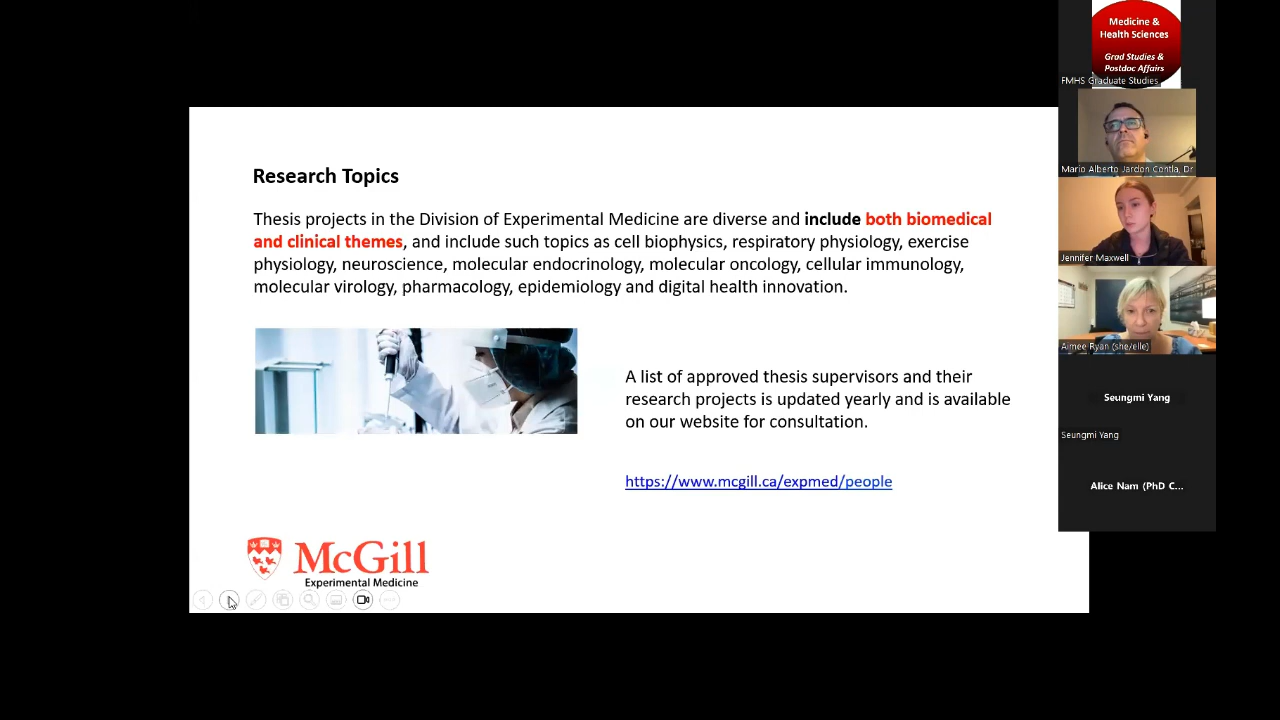 Medicine &
Health Sciences
Grad Studies &
Postdoc Affairs
FMHS Graduate Studies
Mario Alberto Jardon Contla, Dr
Jennifer Maxwell
Aimee Ryan (she/elle)
Seungmi Yang
Seungmi Yang
Alice Nam (PhD C...
Research Topics
Thesis projects in the Division of Experimental Medicine are diverse and include both biomedical
and clinical themes, and include such topics as cell biophysics, respiratory physiology, exercise
physiology, neuroscience, molecular endocrinology, molecular oncology, cellular immunology,
molecular virology, pharmacology, epidemiology and digital health innovation.
A list of approved thesis supervisors and their
research projects is updated yearly and is available
on our website for consultation.
https://www.mcgill.ca/expmed/people
McGill
Experimental Medicine